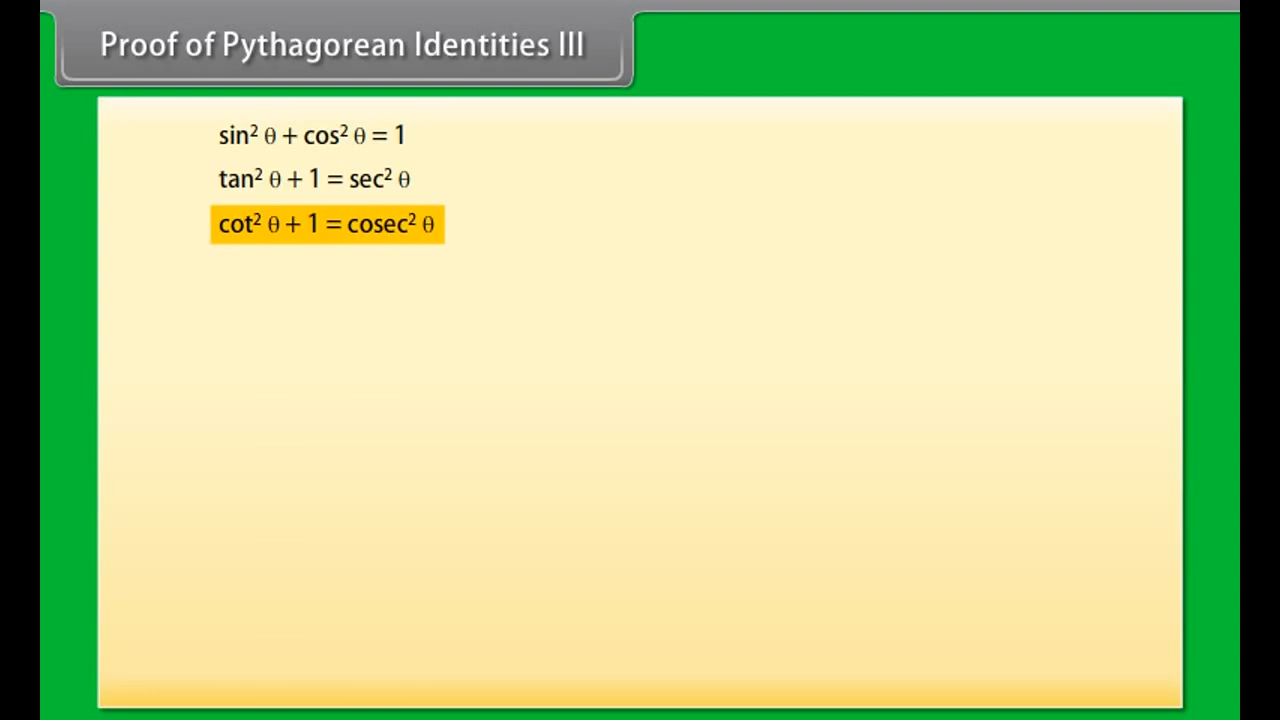 Proof of Pythagorean Identities III
sin² θ + cos² θ = 1
tan² θ + 1 = sec² θ
cot² θ + 1 = cosec² θ